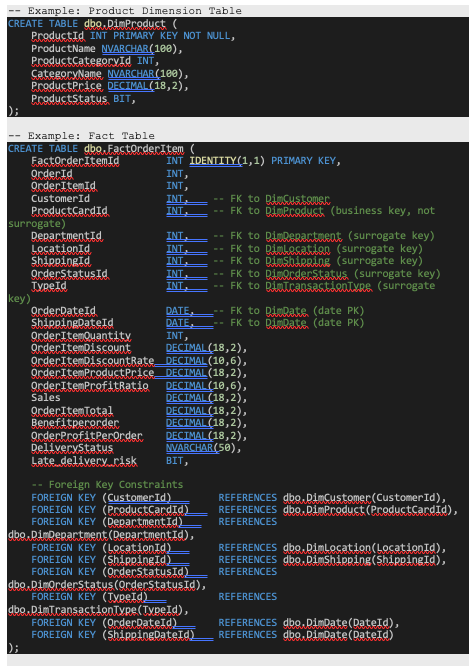 -- Example: Product Dimension Table
CREATE TABLE dbo.DimProduct (
ProductId INT PRIMARY KEY NOT NULL,
ProductName NVARCHAR(100),
ProductCategoryId INT,
CategoryName NVARCHAR(100),
ProductPrice DECIMAL(18,2),
ProductStatus BIT,
);
-- Example: Fact Table
CREATE TABLE dbo.FactOrderItem (
FactOrderItemId INT IDENTITY(1,1) PRIMARY KEY,
OrderId INT,
OrderItemId INT,
CustomerId INT, -- FK to DimCustomer
ProductCardId INT, -- FK to DimProduct (business key, not
surrogate)
DepartmentId INT, -- FK to DimDepartment (surrogate key)
LocationId INT, -- FK to DimLocation (surrogate key)
ShippingId INT, -- FK to DimShipping (surrogate key)
OrderStatusId INT, -- FK to DimOrderStatus (surrogate key)
TypeId INT, -- FK to DimTransactionType (surrogate
key)
OrderDateId DATE, -- FK to DimDate (date PK)
ShippingDateId DATE, -- FK to DimDate (date PK)
OrderItemQuantity INT,
OrderItemDiscount DECIMAL(18,2),
OrderItemDiscountRate DECIMAL(10,6),
OrderItemProductPrice DECIMAL(18,2),
OrderItemProfitRatio DECIMAL(10,6),
Sales DECIMAL(18,2),
OrderItemTotal DECIMAL(18,2),
Benefitperorder DECIMAL(18,2),
OrderProfitPerOrder DECIMAL(18,2),
DeliveryStatus NVARCHAR(50),
Late_delivery_risk BIT,
-- Foreign Key Constraints
FOREIGN KEY (CustomerId) REFERENCES dbo.DimCustomer(CustomerId),
FOREIGN KEY (ProductCardId) REFERENCES dbo.DimProduct(ProductCardId),
FOREIGN KEY (DepartmentId) REFERENCES
dbo.DimDepartment(DepartmentId),
FOREIGN KEY (LocationId) REFERENCES dbo.DimLocation(LocationId),
FOREIGN KEY (ShippingId) REFERENCES dbo.DimShipping(ShippingId),
FOREIGN KEY (OrderStatusId) REFERENCES
dbo.DimOrderStatus(OrderStatusId),
FOREIGN KEY (TypeId) REFERENCES
dbo.DimTransactionType(TypeId),
FOREIGN KEY (OrderDateId) REFERENCES dbo.DimDate(DateId),
FOREIGN KEY (ShippingDateId) REFERENCES dbo.DimDate(DateId)
);